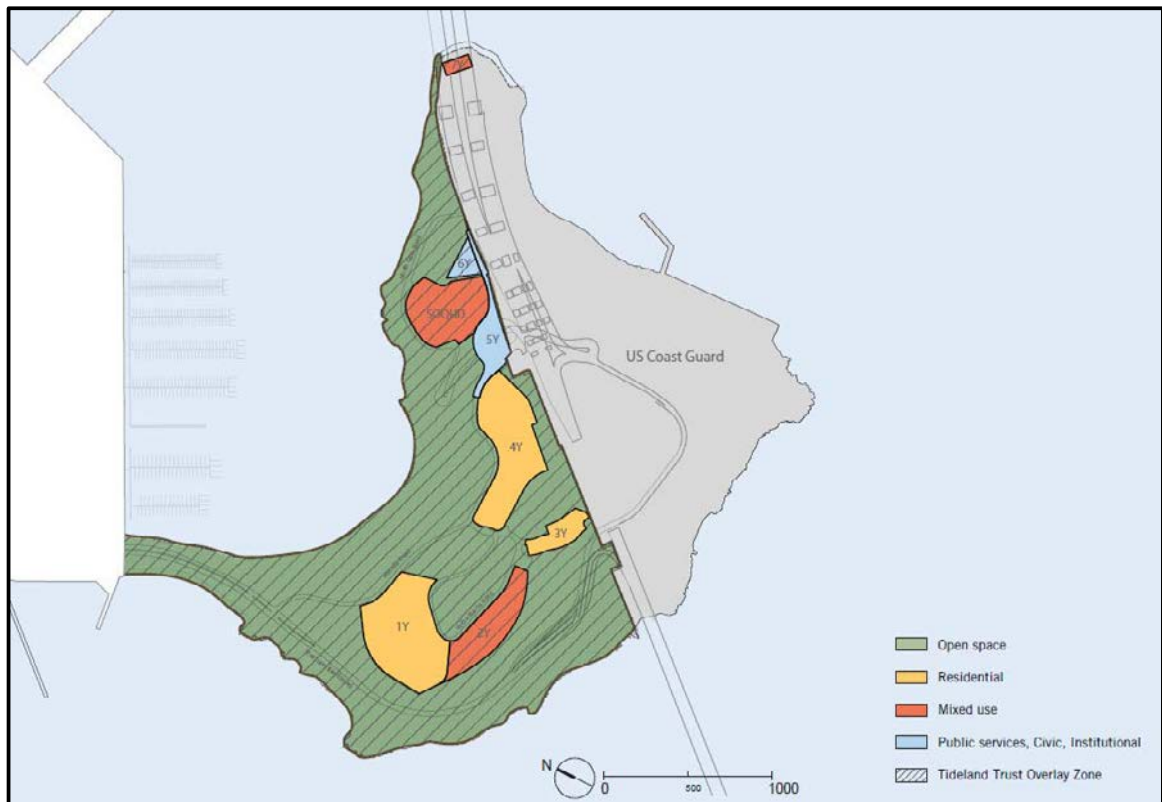 6Y
SQQHD
5Y
US Coast Guard
4Y
3Y
1Y
2Y
Open space
Residential
Mixed use
Public services, Civic, Institutional
Tideland Trust Overlay Zone
N
0
500
1000